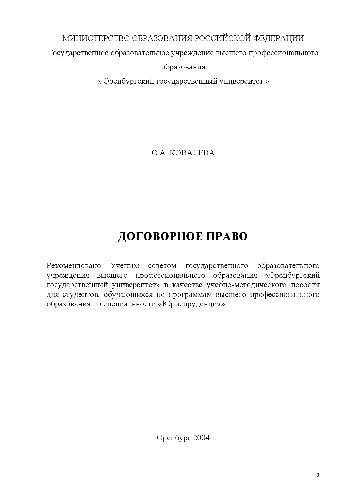 МИНИСТЕРСТВО ОБРАЗОВАНИЯ РОССИЙСКОЙ ФЕДЕРАЦИИ
Государственное образовательное учреждение высшего профессионального
образования
« Оренбургский государственный университет »
О.А. КОВАЛЕВА
ДОГОВОРНОЕ ПРАВО
Рекомендовано Ученым советом государственного образовательного
учреждения высшего профессионального образования «Оренбургский
государственный университет» в качестве учебно-методического пособия
для студентов, обучающихся по программам высшего профессионального
образования по специальности «Юриспруденция»
Оренбург 2004